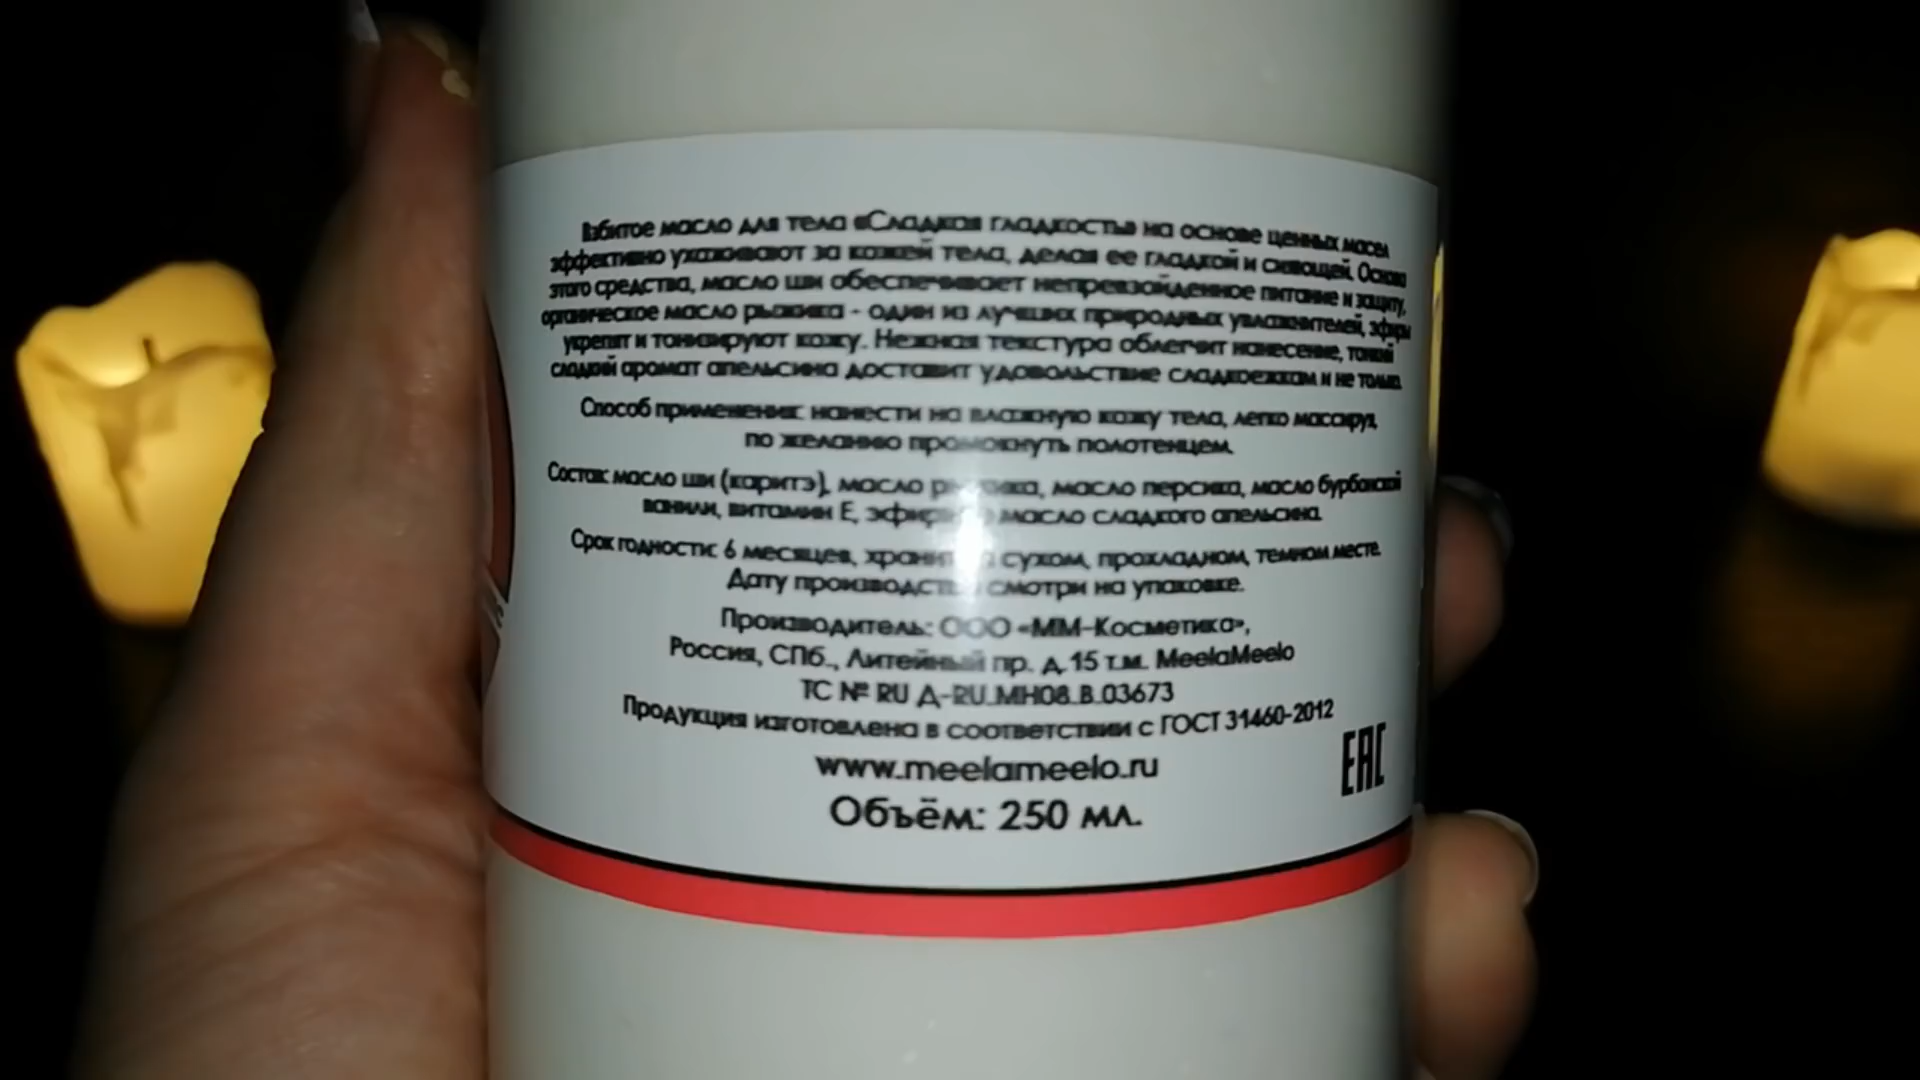 Взбитое масло для тела «Сладкая гладкость» на основе ценных масел
эффективно ухаживают за кожей тела, делая ее гладкой и сияющей. Основа
этого средства, масло ши обеспечивает непревзойденное питание и защиту,
органическое масло рыжика - один из лучших природных увлажнителей, эфиры
укрепят и тонизируют кожу. Нежная текстура облегчит нанесение, тонкий
сладкий аромат апельсина доставит удовольствие сладкоежкам и не только.
Способ применения: нанести на влажную кожу тела, легко массируя,
по желанию промокнуть полотенцем.
Состав: масло ши (каритэ), масло рыжика, масло персика, масло бурбонской
ванили, витамин Е, эфирное масло сладкого апельсина.
Срок годности: 6 месяцев, хранить в сухом, прохладном, темном месте.
Дату производства смотри на упаковке.
Производитель: ООО «ММ-Косметика»,
Россия, СПб., Литейный пр. д.15 т.м. MeelaMeelo
ТС № RU Д-RU.МН08.В.03673
Продукция изготовлена в соответствии с ГОСТ 31460-2012
www.meelameelo.ru
EAC
Объём: 250 мл.